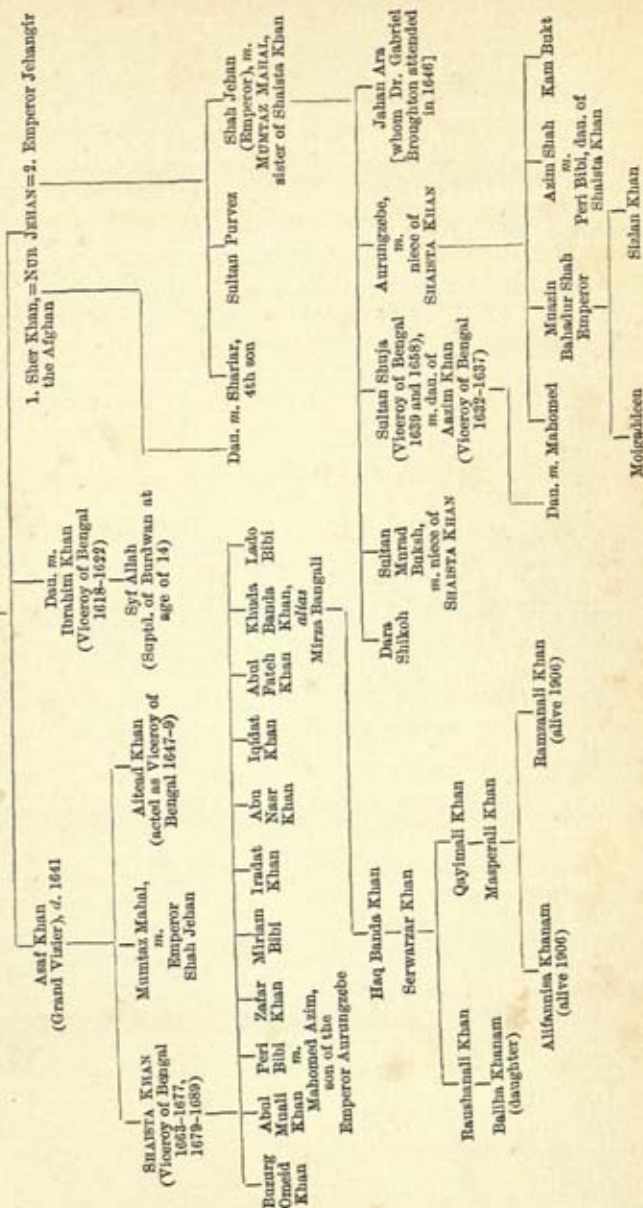 Asaf Khan
(Grand Vizier), d. 1641
Dau. m.
Ibrahim Khan
(Viceroy of Bengal
1618-1622)
Syf Allah
(Suptd. of Burdwan at
age of 14)
1. Sher Khan,=NUR JEHAN=2. Emperor Jehangir
the Afghan
SHAISTA KHAN
(Viceroy of Bengal
1663-1677,
1679-1689)
Mumtaz Mahal,
m.
Emperor
Shah Jehan
Aitead Khan
(acted as Viceroy of
Bengal 1647-9)
Dau. m. Shariar,
4th son
Sultan Purvez
Shah Jehan
(Emperor), m.
MUMTAZ MAHAL,
sister of Shaista Khan
Buzurg
Omeid
Khan
Abul
Muali
Khan
Peri
Bibi
m.
Mahomed Azim,
son of the
Emperor Aurungzebe
Zafar
Khan
Miriam
Bibi
Iradat
Khan
Abu
Nasr
Khan
Iqidat
Khan
Abul
Fateh
Khan
Khuda
Banda
Khan,
alias
Mirza Bangali
Lado
Bibi
Haq Banda Khan
Serwarzar Khan
Raushanali Khan
Baliha Khanam
(daughter)
Qayimali Khan
Masperali Khan
Alifannisa Khanam
(alive 1906)
Ramzanali Khan
(alive 1906)
Dara
Shikoh
Sultan
Murad
Buksh,
m. niece of
SHAISTA KHAN
Sultan Shuja
(Viceroy of Bengal
1639 and 1658),
m. dau. of
Aazim Khan
(Viceroy of Bengal
1632-1637)
Aurungzebe,
m.
niece of
SHAISTA KHAN
Jahan Ara
[whom Dr. Gabriel
Broughton attended
in 1646]
Dau. m. Mahomed
Muazin
Bahadur Shah
Emperor
Azim Shah
m.
Peri Bibi, dau. of
Shaista Khan
Kam Bukt
Moigaddeen
Sizlan Khan